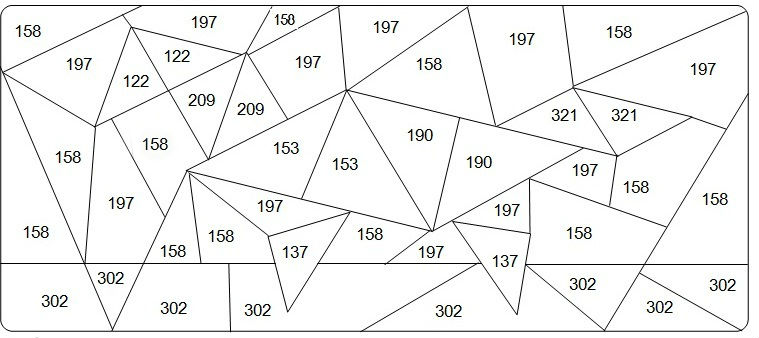 158 197 158 197 197 158
197 122 122 197 158 197
209 209 321 321
158 158 153 153 190 190
197 158 158
197 197 197
158 158 158 158 158
137 197 137
302 302 302
302 302 302 302 302